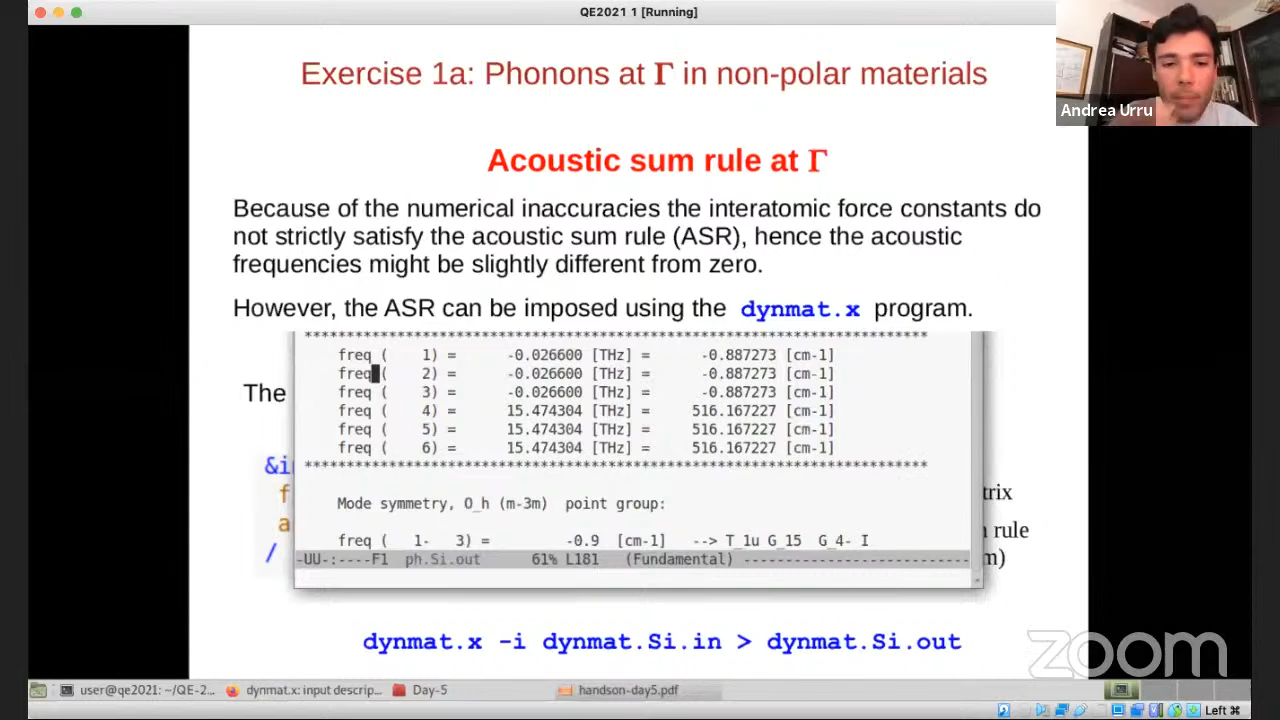 QE2021 1 [Running]
Exercise 1a: Phonons at Γ in non-polar materials
Andrea Urru
Acoustic sum rule at Γ
Because of the numerical inaccuracies the interatomic force constants do
not strictly satisfy the acoustic sum rule (ASR), hence the acoustic
frequencies might be slightly different from zero.
However, the ASR can be imposed using the dynmat.x program.
The
&i
f
a
/
trix
rule
m)
*******************************************************************************
freq ( 1) = -0.026600 [THz] = -0.887273 [cm-1]
freq ( 2) = -0.026600 [THz] = -0.887273 [cm-1]
freq ( 3) = -0.026600 [THz] = -0.887273 [cm-1]
freq ( 4) = 15.474304 [THz] = 516.167227 [cm-1]
freq ( 5) = 15.474304 [THz] = 516.167227 [cm-1]
freq ( 6) = 15.474304 [THz] = 516.167227 [cm-1]
*******************************************************************************
Mode symmetry, O_h (m-3m) point group:
freq ( 1- 3) = -0.9 [cm-1] --> T_1u G_15 G_4- I
-UU-:----F1 ph.Si.out 61% L181 (Fundamental) ------------------------
dynmat.x -i dynmat.Si.in > dynmat.Si.out
zoom
user@qe2021: ~/QE-2... dynmat.x: input descrip... Day-5 handson-day5.pdf
Left ⌘